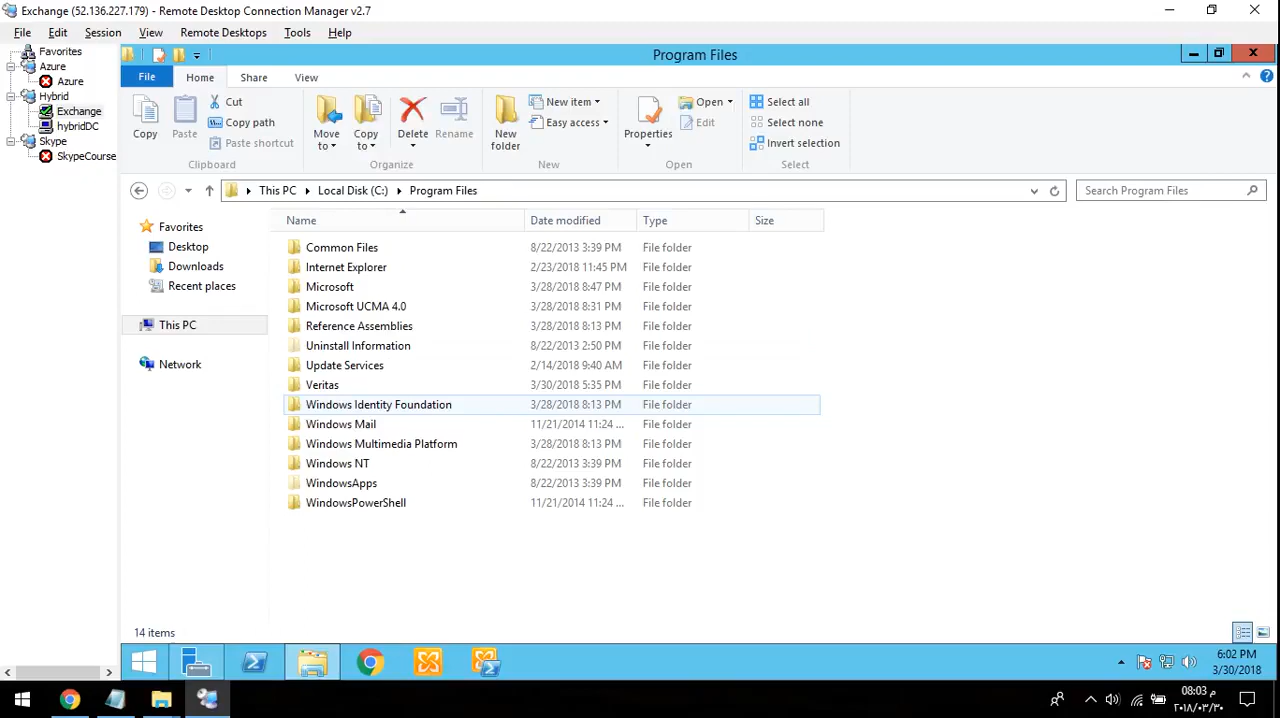 Exchange (52.136.227.179) - Remote Desktop Connection Manager v2.7
File Edit Session View Remote Desktops Tools Help
Favorites
Azure
Azure
Hybrid
Exchange
hybridDC
Skype
SkypeCourse
Program Files
File Home Share View
Copy
Paste
Cut
Copy path
Paste shortcut
Clipboard
Move to
Copy to
Delete
Rename
Organize
New folder
New item
Easy access
New
Properties
Open
Edit
Open
Select all
Select none
Invert selection
Select
This PC Local Disk (C:) Program Files
Search Program Files
Favorites
Desktop
Downloads
Recent places
This PC
Network
Name Date modified Type Size
Common Files 8/22/2013 3:39 PM File folder
Internet Explorer 2/23/2018 11:45 PM File folder
Microsoft 3/28/2018 8:47 PM File folder
Microsoft UCMA 4.0 3/28/2018 8:31 PM File folder
Reference Assemblies 3/28/2018 8:13 PM File folder
Uninstall Information 8/22/2013 2:50 PM File folder
Update Services 2/14/2018 9:40 AM File folder
Veritas 3/30/2018 5:35 PM File folder
Windows Identity Foundation 3/28/2018 8:13 PM File folder
Windows Mail 11/21/2014 11:24 ... File folder
Windows Multimedia Platform 3/28/2018 8:13 PM File folder
Windows NT 8/22/2013 3:39 PM File folder
WindowsApps 8/22/2013 3:39 PM File folder
WindowsPowerShell 11/21/2014 11:24 ... File folder
14 items
6:02 PM
3/30/2018
08:03 م
٢٠١٨/٠٣/٣٠